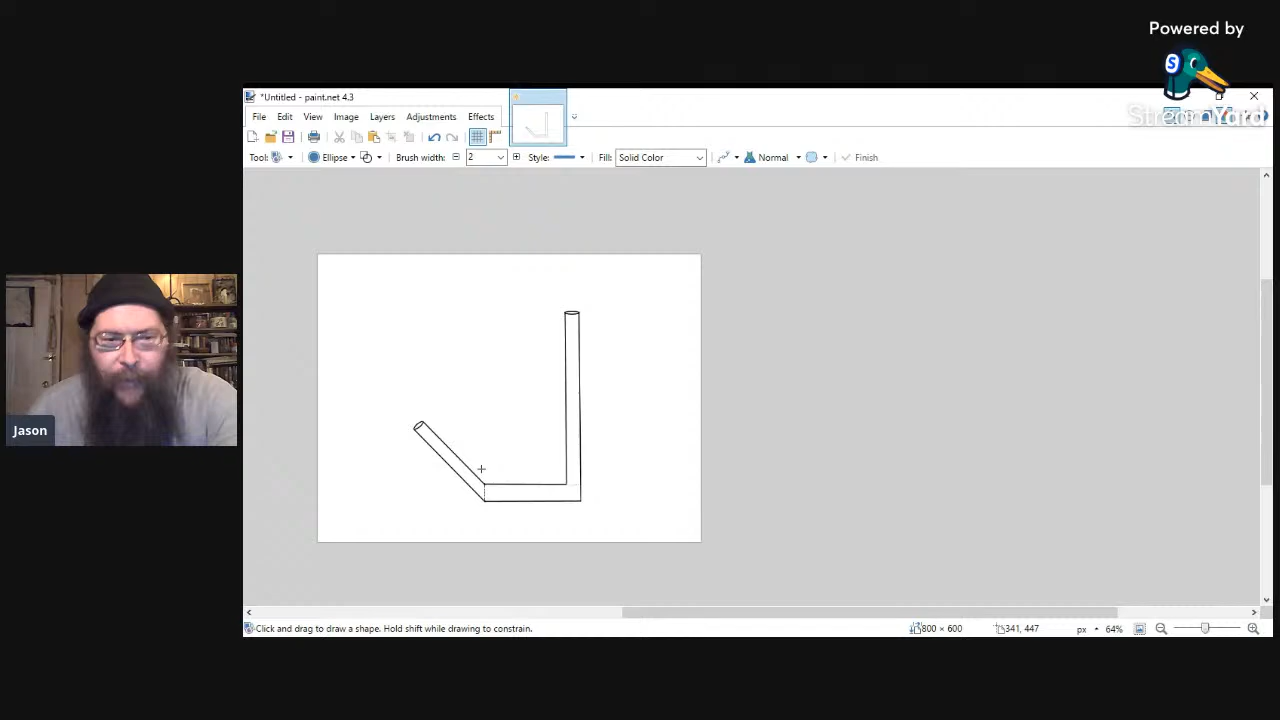 Powered by
StreamYard
*Untitled - paint.net 4.3
File Edit View Image Layers Adjustments Effects
Tool: Ellipse Brush width: 2 Style: Fill: Solid Color Normal Finish
Jason
Click and drag to draw a shape. Hold shift while drawing to constrain. 800 × 600 341, 447 px 64%